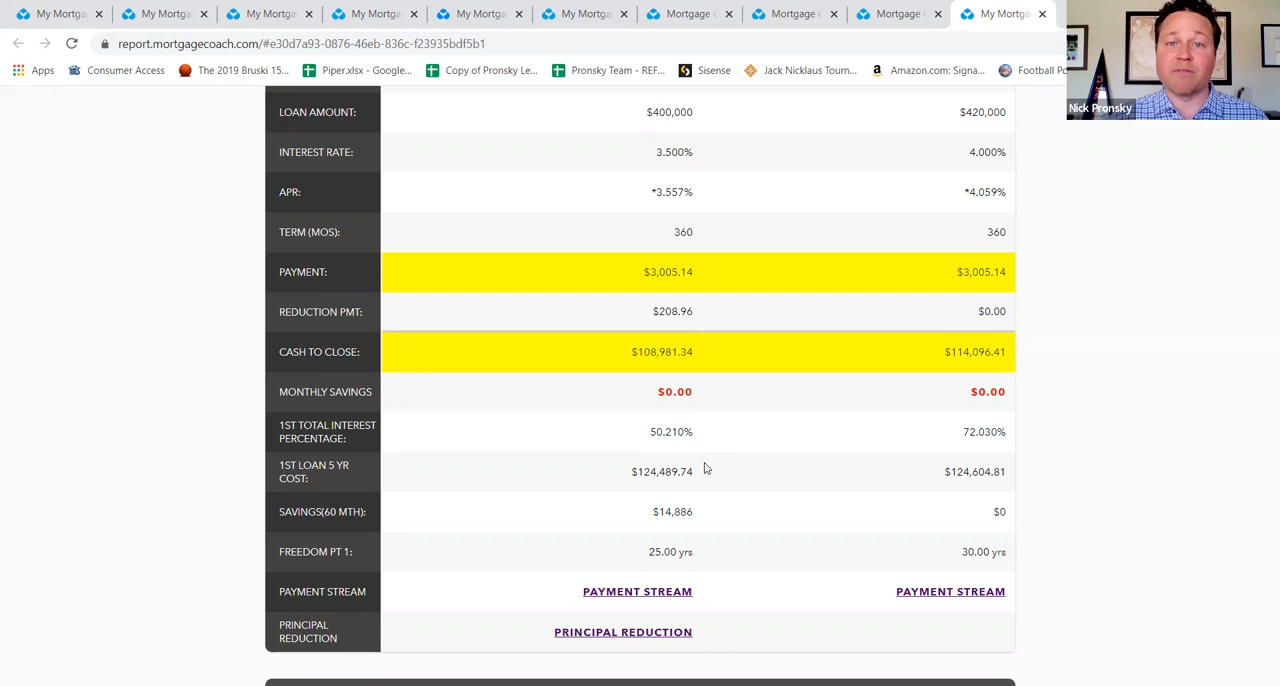 My Mortga
My Mortga
My Mortga
My Mortga
My Mortga
My Mortga
Mortgage C
Mortgage C
Mortgage C
My Mortga
report.mortgagecoach.com/#e30d7a93-0876-46eb-836c-f23935bdf5b1
Apps Consumer Access The 2019 Bruski 15... Piper.xlsx - Google... Copy of Pronsky Le... Pronsky Team - REF... Sisense Jack Nicklaus Tourn... Amazon.com: Signa... Football Po
Nick Pronsky
LOAN AMOUNT: $400,000 $420,000
INTEREST RATE: 3.500% 4.000%
APR: *3.557% *4.059%
TERM (MOS): 360 360
PAYMENT: $3,005.14 $3,005.14
REDUCTION PMT: $208.96 $0.00
CASH TO CLOSE: $108,981.34 $114,096.41
MONTHLY SAVINGS $0.00 $0.00
1ST TOTAL INTEREST
PERCENTAGE: 50.210% 72.030%
1ST LOAN 5 YR
COST: $124,489.74 $124,604.81
SAVINGS(60 MTH): $14,886 $0
FREEDOM PT 1: 25.00 yrs 30.00 yrs
PAYMENT STREAM PAYMENT STREAM PAYMENT STREAM
PRINCIPAL
REDUCTION PRINCIPAL REDUCTION